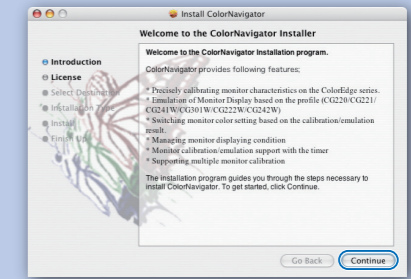 Install ColorNavigator
Welcome to the ColorNavigator Installer
Introduction
License
Select Destination
Installation Type
Install
Finish Up
Welcome to the ColorNavigator Installation program.
ColorNavigator provides following features;
* Precisely calibrating monitor characteristics on the ColorEdge series.
* Emulation of Monitor Display based on the profile (CG220/CG221/
CG241W/CG301W/CG222W/CG242W)
* Switching monitor color setting based on the calibration/emulation
result.
* Managing monitor displaying condition
* Monitor calibration/emulation support with the timer
* Supporting multiple monitor calibration
The installation program guides you through the steps necessary to
install ColorNavigator. To get started, click Continue.
Go Back
Continue